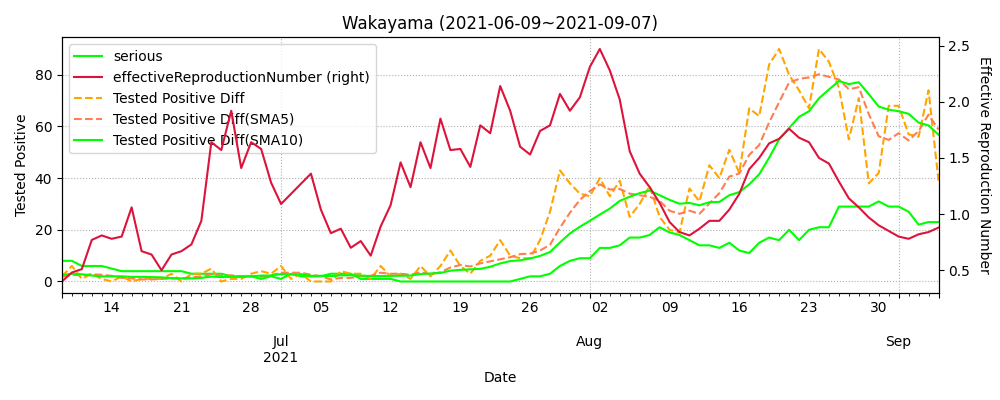 Wakayama (2021-06-09~2021-09-07)
serious
effectiveReproductionNumber (right)
Tested Positive Diff
Tested Positive Diff(SMA5)
Tested Positive Diff(SMA10)
Tested Positive
0
20
40
60
80
Effective Reproduction Number
2.5
2.0
1.5
1.0
0.5
14 21 28 05 12 19 26 02 09 16 23 30
Jul Aug Sep
2021
Date